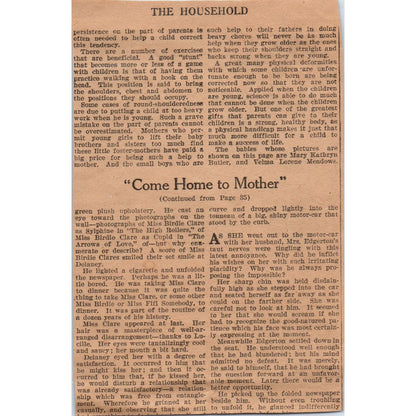 THE HOUSEHOLD
persistence on the part of parents is
often needed to help a child correct
this tendency.
There are a number of exercises
that are beneficial. A good "stunt"
that becomes more or less of a game
with children is that of having them
practice walking with a book on the
head. This position is said to bring
the shoulders, chest and abdomen to
the positions they should occupy.
Some cases of round-shoulderedness
are due to putting a child at too heavy
work when he is young. Such a grave
mistake on the part of parents cannot
be overestimated. Mothers who per-
mit young girls to lift their baby
brothers and sisters too much find
these little foster-mothers have paid a
big price for being such a help to
mother. And the small boys who are
such help to their fathers in doing
heavy chores will never be as much
help when they grow older as the ones
who keep their shoulders straight and
backs strong when they are young.
A great many physical deformities
with which some children are unfor-
tunate enough to be born are being
corrected now so that they are not
noticeable. Applied when the children
are young, science is able to do much
that cannot be done when the children
grow older. But one of the greatest
gifts that parents can give to their
children is a strong, healthy body, as
a physical handicap makes it just that
much more difficult for a child to
make a success of life.
The babies whose pictures are
shown on this page are Mary Kathryn
Butler, and Velma Lorene Meadows.
"Come Home to Mother"
(Continued from Page 35)
green plush upholstery. He cast an
eye toward the photographs on the
wall—photographs of Miss Birdie Clare
as Sylphine in "The High Rollers," of
Miss Birdie Clare as Cupid in "The
Arrows of Love," of—but why enu-
merate or describe? A score of Miss
Birdie Clares smiled their set smile at
Delaney.
He lighted a cigarette and unfolded
the newspaper. Perhaps he was a lit-
tle bored. He was taking Miss Clare
to dinner because it was quite the
thing to take Miss Clare, or some other
Miss Birdie or Miss Fifi Somebody, to
dinner. It was part of the routine of
a dozen years of his history.
Miss Clare appeared at last. Her
hair was a masterpiece of well-ar-
ranged disarrangement—thanks to Lu-
cille. Her eyes were tantalizingly cool
and saucy; her mouth a lizard.
Delaney eyed her with a degree of
satisfaction. It occurred to him that
he might kiss her; and then it oc-
curred to him that, if he kissed her,
he would disturb a relationship that
was already satisfactory—a relation-
ship which was free from entangle-
ment. Wherefore he grinned at her
casually, and observed that she still
curve and dropped lightly into the
tonneau of a big, shiny motor-car that
stood by the curb.
AS SHE went out to the motor-car
with her husband, Mrs. Edgerton's
taut nerves were tingling with this
latest annoyance. Why did he inflict
his wishes on her with such irritating
placidity? Why was he always pro-
posing the impossible?
Her sharp chin was held disdain-
fully high as she stepped into the car
and seated herself as far away as she
could on the farther side. She was
careful not to look at him. It seemed
to her that she would scream if she
had to recognize the good-natured pa-
tience which his face was most certain-
ly expressing at the moment.
Meanwhile Edgerton settled down in
the seat. He understood well enough
that he had blundered; but his mind
admitted no defeat. It was merely,
he said to himself, that he had brought
forward the subject at an unfavorable
moment. Later there would be a
better opportunity.
He picked up the folded newspaper
beside him. Without even troubling
to unfold it, he glanced indifferently